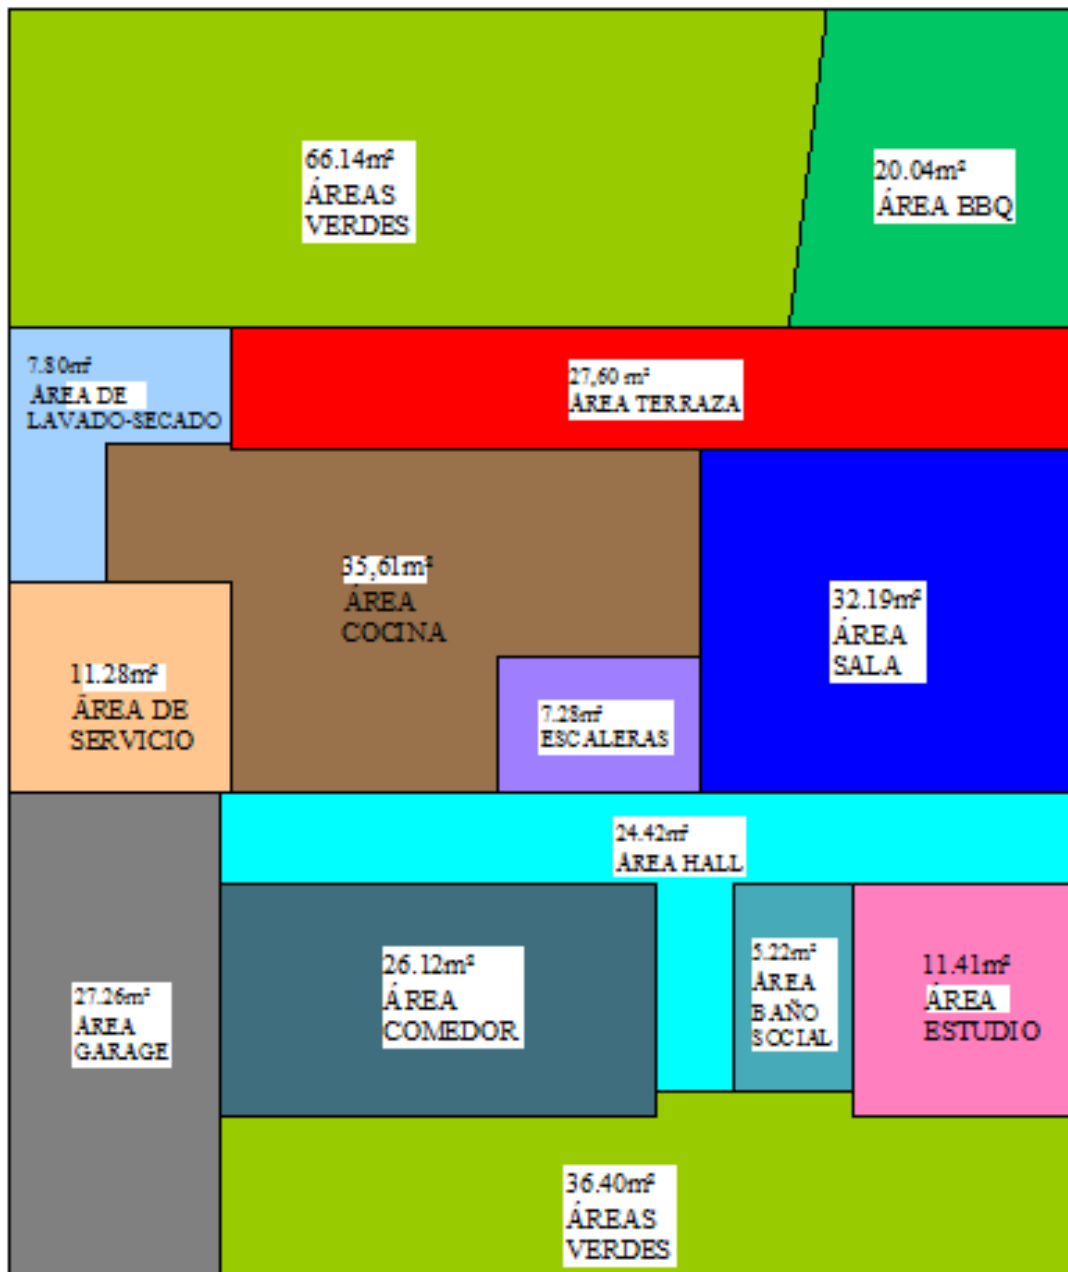 66.14m²
ÁREAS
VERDES
20.04m²
ÁREA BBQ
7.80m²
ÁREA DE
LAVADO-SECADO
27,60 m²
ÁREA TERRAZA
35,61m²
ÁREA
COCINA
32.19m²
ÁREA
SALA
11.28m²
ÁREA DE
SERVICIO
7.28m²
ESCALERAS
24.42m²
ÁREA HALL
27.26m²
ÁREA
GARAGE
26.12m²
ÁREA
COMEDOR
5.22m²
ÁREA
BAÑO
SOCIAL
11.41m²
ÁREA
ESTUDIO
36.40m²
ÁREAS
VERDES